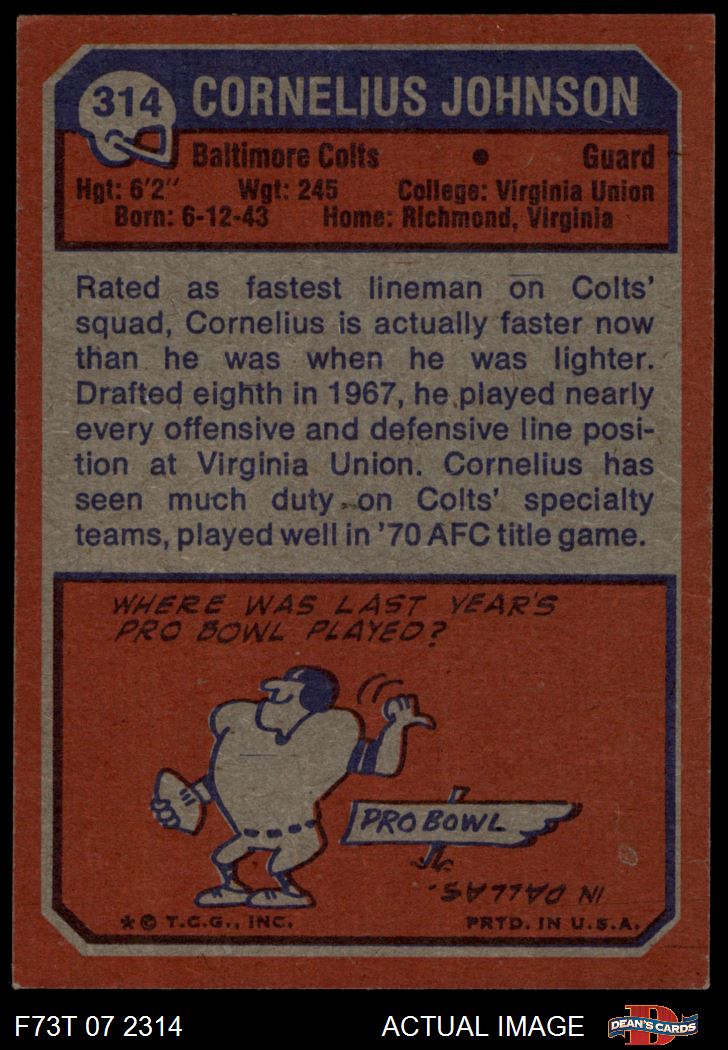 314 CORNELIUS JOHNSON
Baltimore Colts • Guard
Hgt: 6'2" Wgt: 245 College: Virginia Union
Born: 6-12-43 Home: Richmond, Virginia
Rated as fastest lineman on Colts'
squad, Cornelius is actually faster now
than he was when he was lighter.
Drafted eighth in 1967, he played nearly
every offensive and defensive line posi-
tion at Virginia Union. Cornelius has
seen much duty on Colts' specialty
teams, played well in '70 AFC title game.
WHERE WAS LAST YEAR'S
PRO BOWL PLAYED?
PRO BOWL
IN DALLAS.
* © T.C.G., INC. PRTD. IN U.S.A.
F73T 07 2314 ACTUAL IMAGE D DEAN'S CARDS